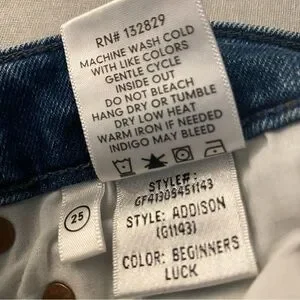 RN# 132829
MACHINE WASH COLD
WITH LIKE COLORS
GENTLE CYCLE
INSIDE OUT
DO NOT BLEACH
HANG DRY OR TUMBLE
DRY LOW HEAT
WARM IRON IF NEEDED
INDIGO MAY BLEED
25
STYLE#:
GF41305451143
STYLE: ADDISON
(G1143)
COLOR: BEGINNERS
LUCK